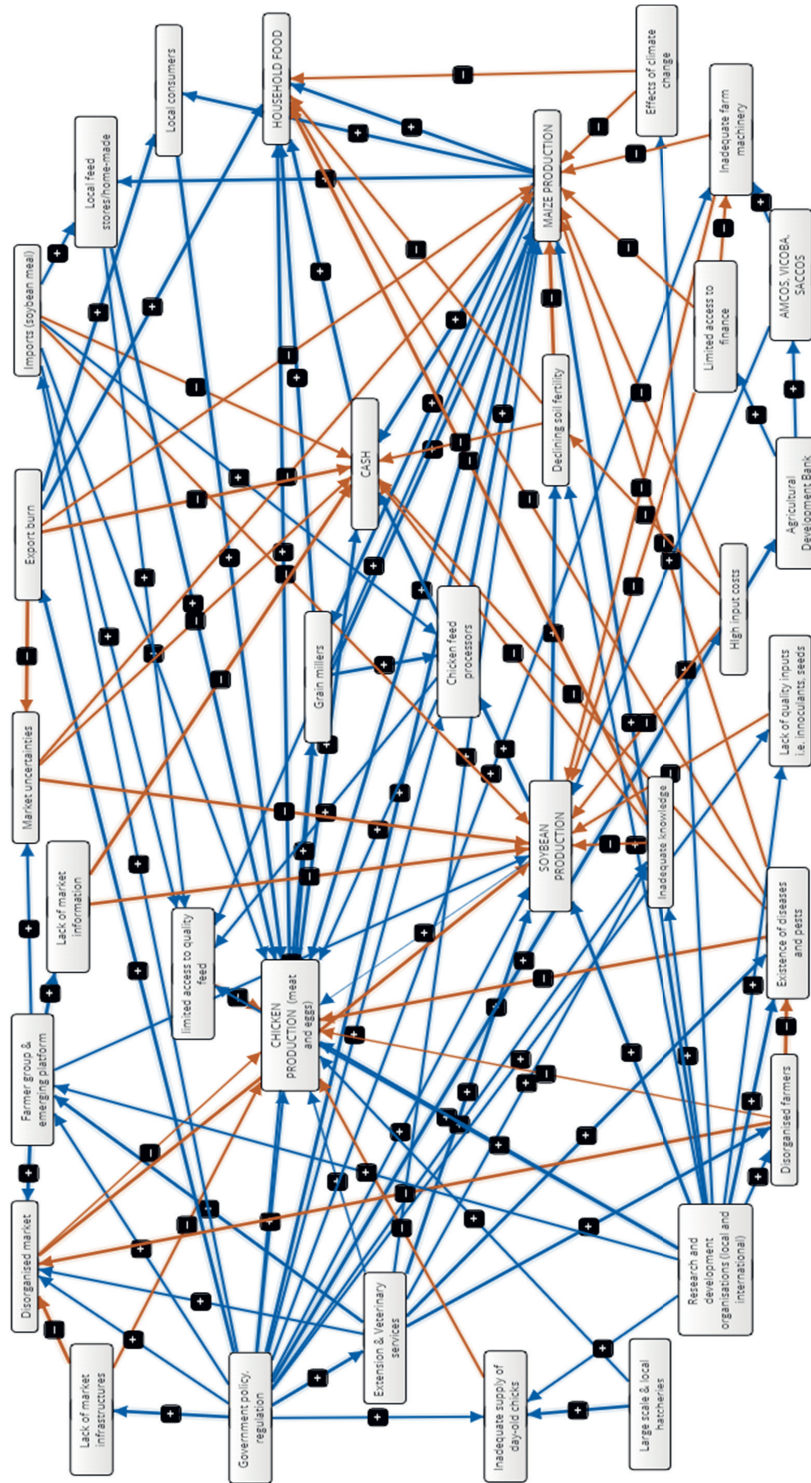 Disorganised market
Farmer group &
emerging platform
Market uncertainties
Export burn
Imports (soybean meal)
Lack of market
infrastructures
Lack of market
information
Local feed
stores/home-made
Local consumers
limited access to quality
feed
Government policy,
regulation
HOUSEHOLD FOOD
CHICKEN
PRODUCTION (meat
and eggs)
Grain millers
CASH
Extension & Veterinary
services
Chicken feed
processors
Inadequate supply of
day-old chicks
SOYBEAN
PRODUCTION
Declining soil fertility
MAIZE PRODUCTION
Large scale & local
hatcheries
Inadequate knowledge
Effects of climate
change
Research and
development
organisations (local and
international)
High input costs
Limited access to
finance
Inadequate farm
machinery
Disorganised farmers
Existence of diseases
and pests
Lack of quality inputs
i.e. innoculants, seeds
Agricultural
Development Bank
AMCOS, VICOBA,
SACCOS